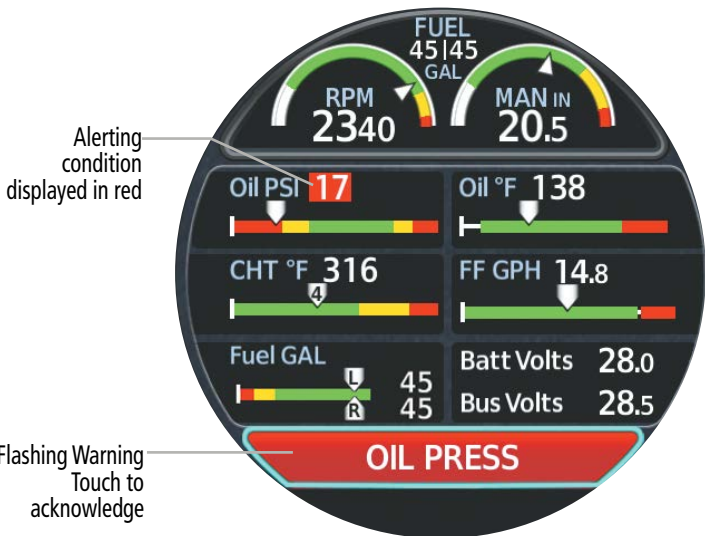 FUEL
45|45
GAL
RPM
2340
MAN IN
20.5
Alerting
condition
displayed in red
Oil PSI 17
Oil °F 138
CHT °F 316
4
FF GPH 14.8
Fuel GAL
L 45
R 45
Batt Volts 28.0
Bus Volts 28.5
Flashing Warning
Touch to
acknowledge
OIL PRESS